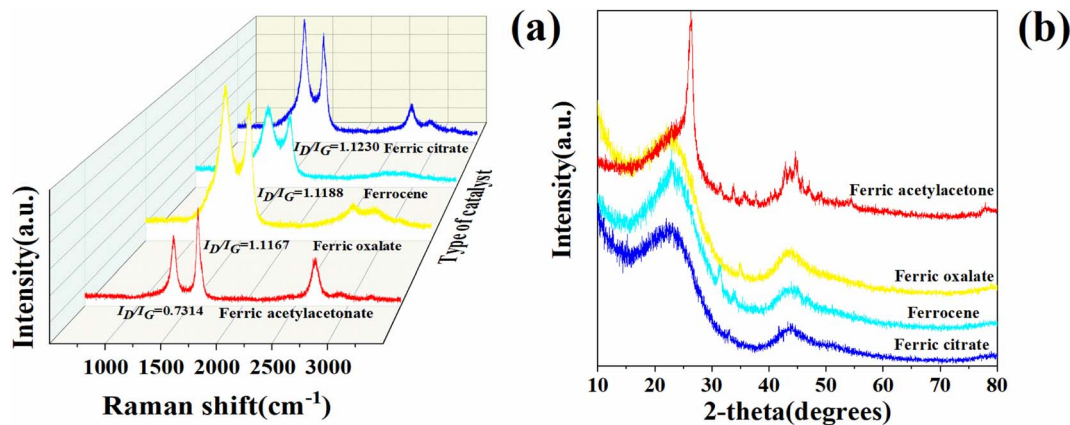 (a)
I_D/I_G=1.1230 Ferric citrate
I_D/I_G=1.1188 Ferrocene
I_D/I_G=1.1167 Ferric oxalate
I_D/I_G=0.7314 Ferric acetylacetonate
Type of catalyst
Intensity(a.u.)
1000 1500 2000 2500 3000
Raman shift(cm⁻¹)
(b)
Intensity(a.u.)
Ferric acetylacetone
Ferric oxalate
Ferrocene
Ferric citrate
10 20 30 40 50 60 70 80
2-theta(degrees)